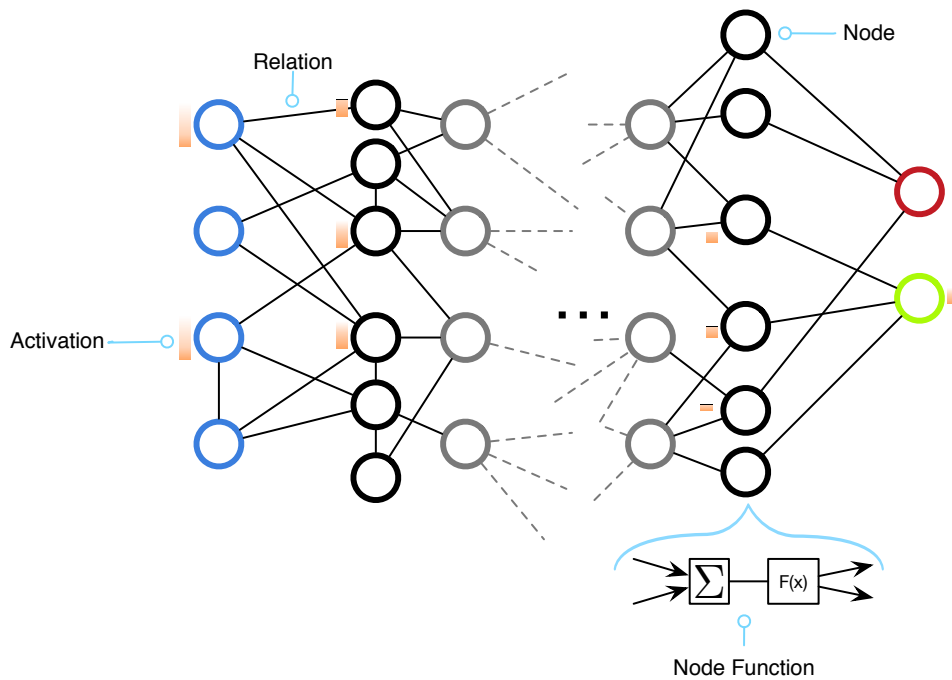 Node
Relation
Activation
...
∑
F(x)
Node Function